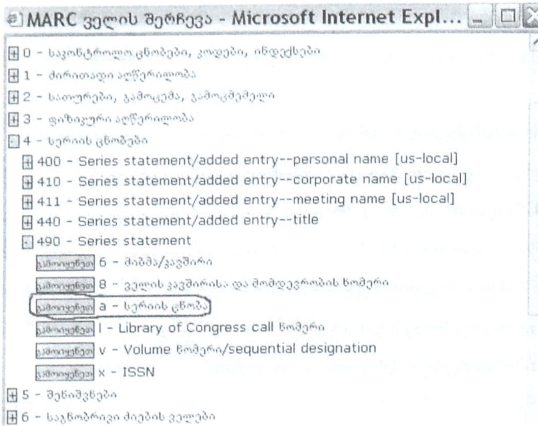 MARC ველის შერჩევა - Microsoft Internet Expl...
0 - საკონტროლო ცნობები, კოდები, ინდექსები
1 - ძირითადი აღწერილობა
2 - სათურები, გამოცემა, გამომცემელი
3 - ფიზიკური აღწერილობა
4 - სერიის ცნობები
400 - Series statement/added entry--personal name [us-local]
410 - Series statement/added entry--corporate name [us-local]
411 - Series statement/added entry--meeting name [us-local]
440 - Series statement/added entry--title
490 - Series statement
გამოიყენეთ 6 - მიბმა/კავშირი
გამოიყენეთ 8 - ველის კავშირისა და მომდევრობის ნომერი
გამოიყენეთ a - სერიის ცნობა
გამოიყენეთ l - Library of Congress call ნომერი
გამოიყენეთ v - Volume ნომერი/sequential designation
გამოიყენეთ x - ISSN
5 - შენიშვნები
6 - საგნობრივი ძიების ველები